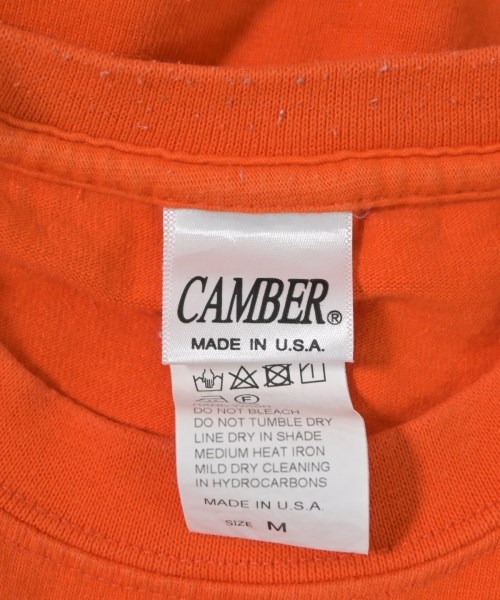 CAMBER®
MADE IN U.S.A.
F
DO NOT BLEACH
DO NOT TUMBLE DRY
LINE DRY IN SHADE
MEDIUM HEAT IRON
MILD DRY CLEANING
IN HYDROCARBONS
MADE IN U.S.A.
SIZE M